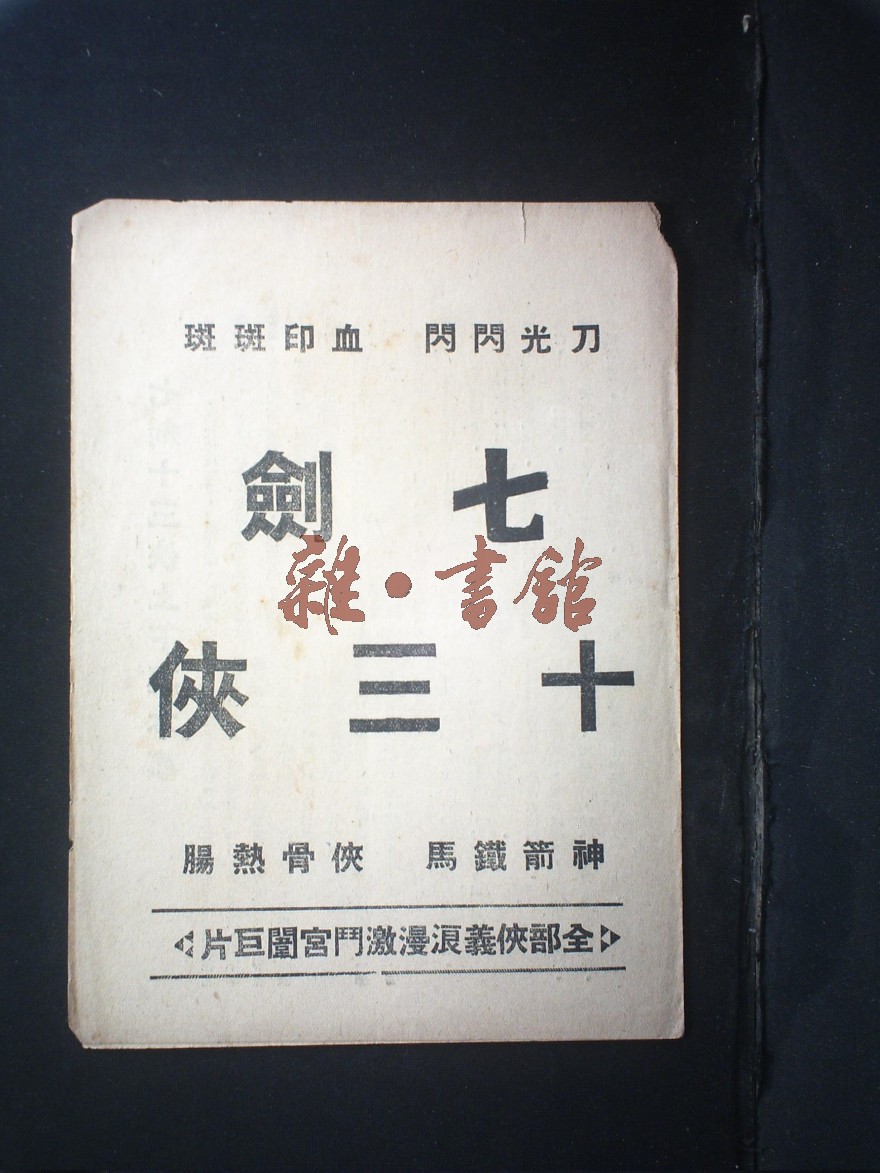 刀光閃閃 血印斑斑
七劍
雜·書館
十三俠
神箭鐵馬 俠骨熱腸
全部俠義浪漫激鬥宮闈巨片